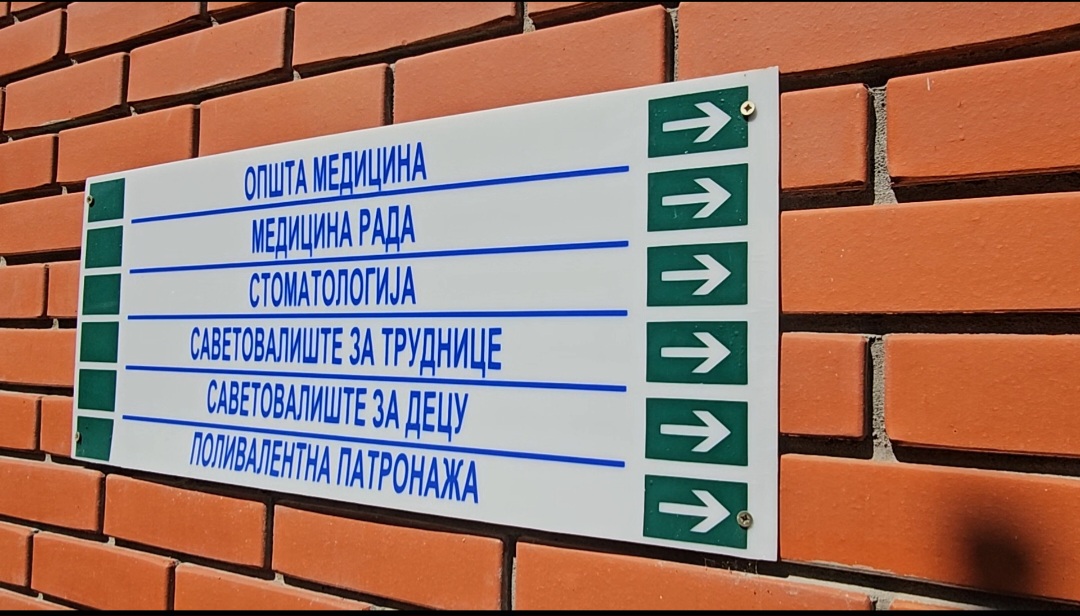 ОПШТА МЕДИЦИНА
МЕДИЦИНА РАДА
СТОМАТОЛОГИЈА
САВЕТОВАЛИШТЕ ЗА ТРУДНИЦЕ
САВЕТОВАЛИШТЕ ЗА ДЕЦУ
ПОЛИВАЛЕНТНА ПАТРОНАЖА